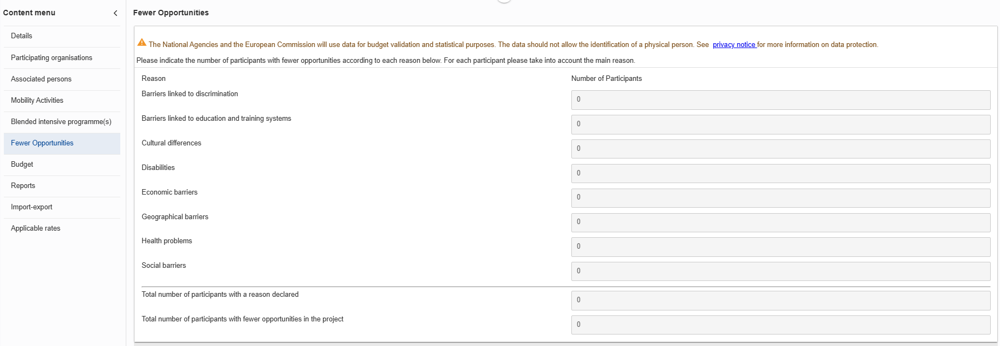 Content menu
Details
Participating organisations
Associated persons
Mobility Activities
Blended intensive programme(s)
Fewer Opportunities
Budget
Reports
Import-export
Applicable rates
Fewer Opportunities
The National Agencies and the European Commission will use data for budget validation and statistical purposes. The data should not allow the identification of a physical person. See privacy notice for more information on data protection.
Please indicate the number of participants with fewer opportunities according to each reason below. For each participant please take into account the main reason.
Reason Number of Participants
Barriers linked to discrimination 0
Barriers linked to education and training systems 0
Cultural differences 0
Disabilities 0
Economic barriers 0
Geographical barriers 0
Health problems 0
Social barriers 0
Total number of participants with a reason declared 0
Total number of participants with fewer opportunities in the project 0